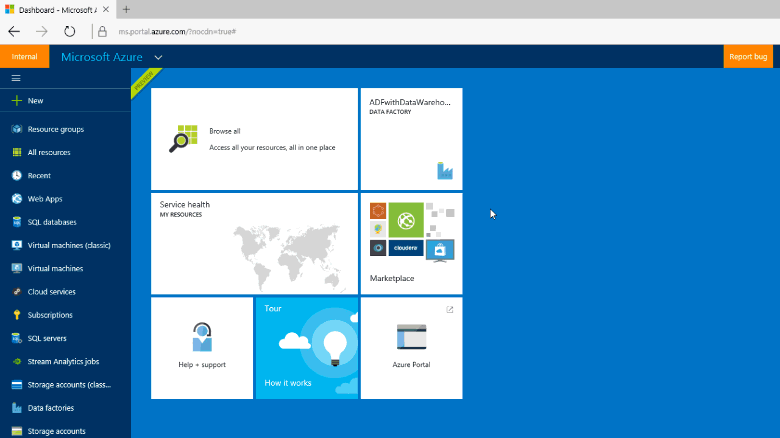 Dashboard - Microsoft A
ms.portal.azure.com/?nocdn=true#
Internal
Microsoft Azure
Report bug
PREVIEW
New
Resource groups
All resources
Recent
Web Apps
SQL databases
Virtual machines (classic)
Virtual machines
Cloud services
Subscriptions
SQL servers
Stream Analytics jobs
Storage accounts (class...
Data factories
Storage accounts
Browse all
Access all your resources, all in one place
ADFwithDataWareho...
DATA FACTORY
Service health
MY RESOURCES
cloudera
Marketplace
Help + support
Tour
How it works
Azure Portal